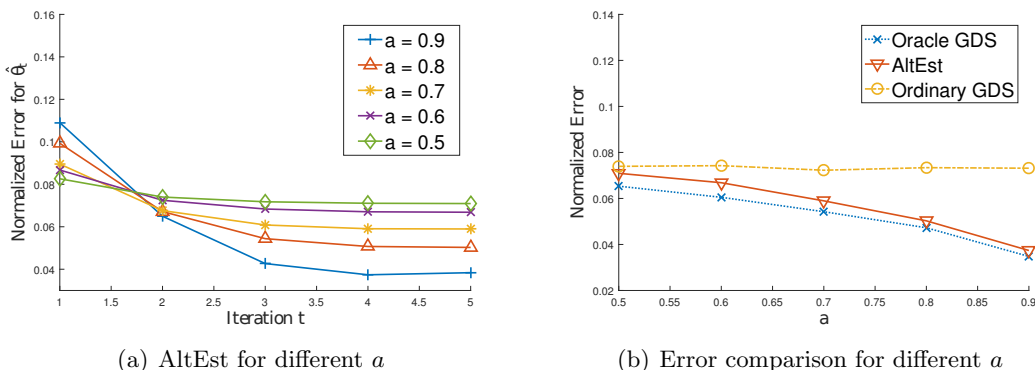 0.16
0.14
0.12
0.1
0.08
0.06
0.04
Normalized Error for θ̂t
a = 0.9
a = 0.8
a = 0.7
a = 0.6
a = 0.5
1 1.5 2 2.5 3 3.5 4 4.5 5
Iteration t
(a) AltEst for different a
0.14
0.12
0.1
0.08
0.06
0.04
0.02
Normalized Error
Oracle GDS
AltEst
Ordinary GDS
0.5 0.55 0.6 0.65 0.7 0.75 0.8 0.85 0.9
a
(b) Error comparison for different a